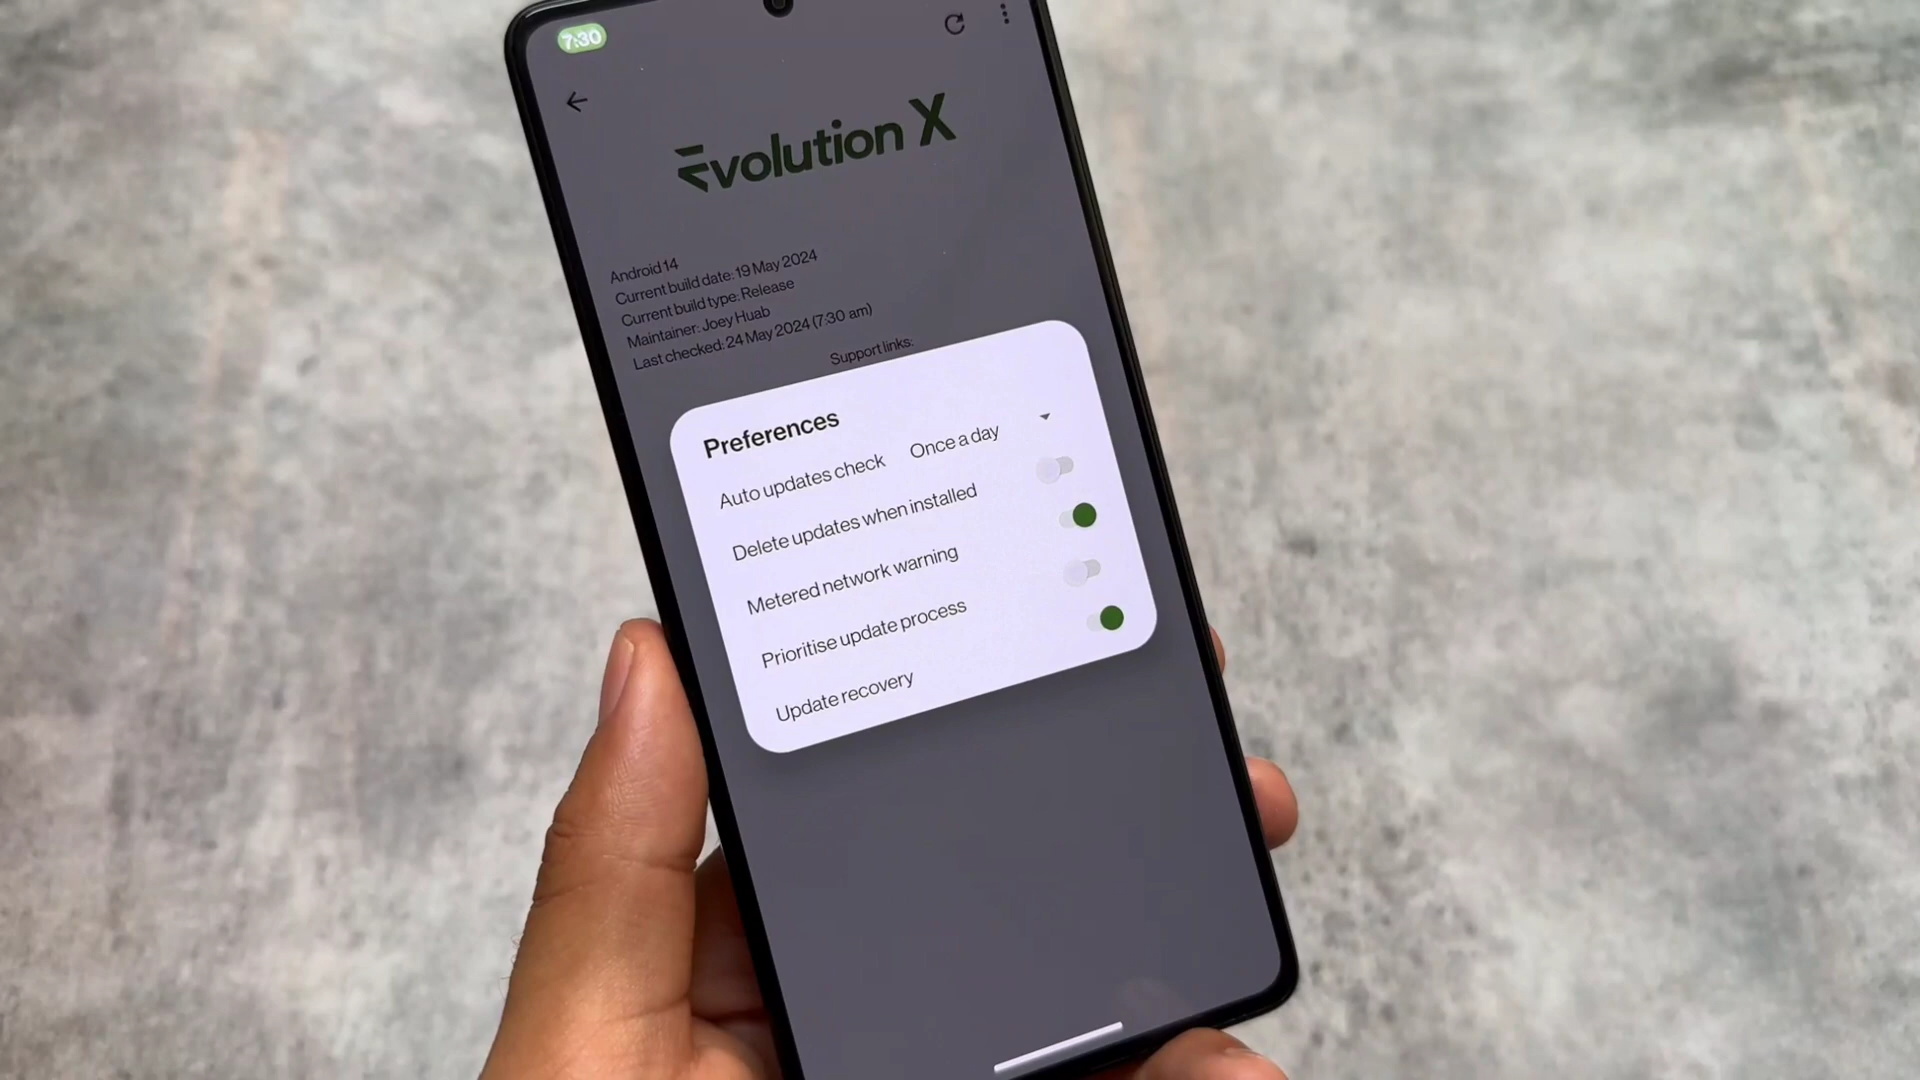 7:30
Evolution X
Android 14
Current build date: 19 May 2024
Current build type: Release
Maintainer: Joey Huab
Last checked: 24 May 2024 (7:30 am)
Support links:
Preferences
Auto updates check Once a day
Delete updates when installed
Metered network warning
Prioritise update process
Update recovery